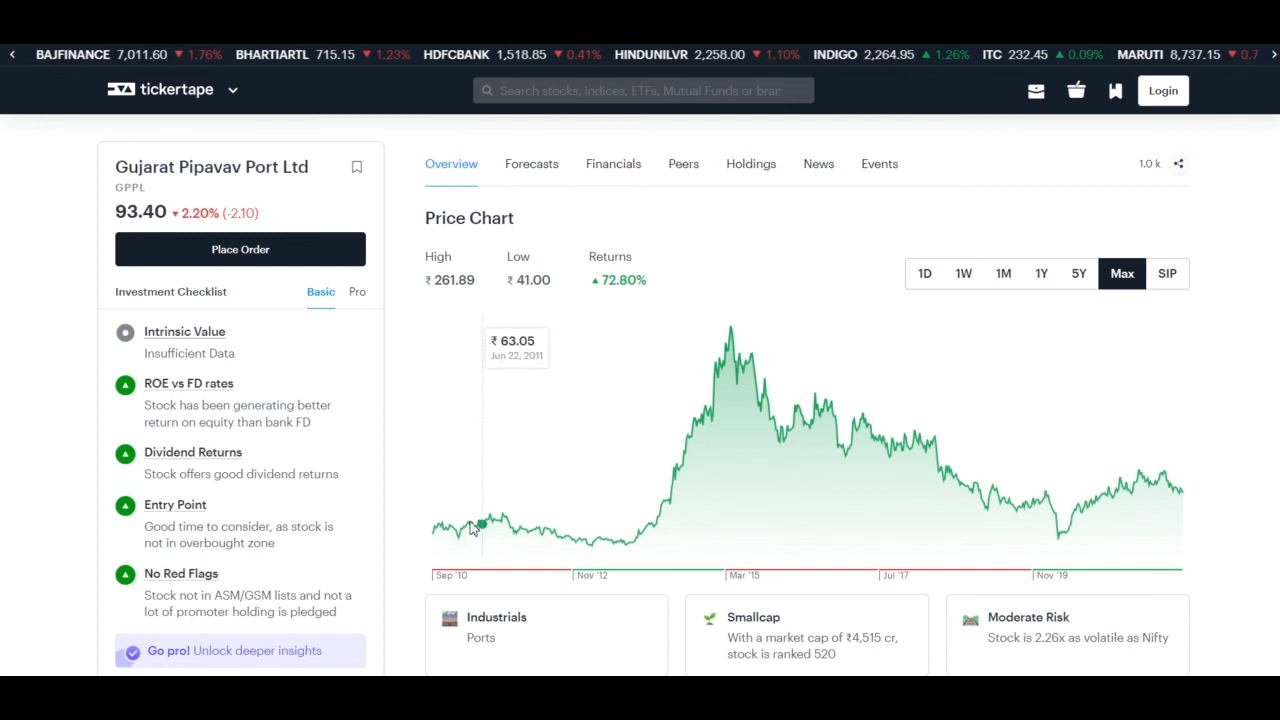 BAJFINANCE 7,011.60 ▼ 1.76% BHARTIARTL 715.15 ▼ 1.23% HDFCBANK 1,518.85 ▼ 0.41% HINDUNILVR 2,258.00 ▼ 1.10% INDIGO 2,264.95 ▲ 1.26% ITC 232.45 ▲ 0.09% MARUTI 8,737.15 ▼ 0.7
tickertape
Search stocks, indices, ETFs, Mutual Funds or brar
Login
Gujarat Pipavav Port Ltd
GPPL
93.40 ▼ 2.20% (-2.10)
Place Order
Investment Checklist Basic Pro
Intrinsic Value
Insufficient Data
ROE vs FD rates
Stock has been generating better
return on equity than bank FD
Dividend Returns
Stock offers good dividend returns
Entry Point
Good time to consider, as stock is
not in overbought zone
No Red Flags
Stock not in ASM/GSM lists and not a
lot of promoter holding is pledged
Go pro! Unlock deeper insights
Overview Forecasts Financials Peers Holdings News Events 1.0 k
Price Chart
High Low Returns
₹ 261.89 ₹ 41.00 ▲ 72.80%
1D 1W 1M 1Y 5Y Max SIP
₹ 63.05
Jun 22, 2011
Sep '10 Nov '12 Mar '15 Jul '17 Nov '19
Industrials
Ports
Smallcap
With a market cap of ₹4,515 cr,
stock is ranked 520
Moderate Risk
Stock is 2.26x as volatile as Nifty